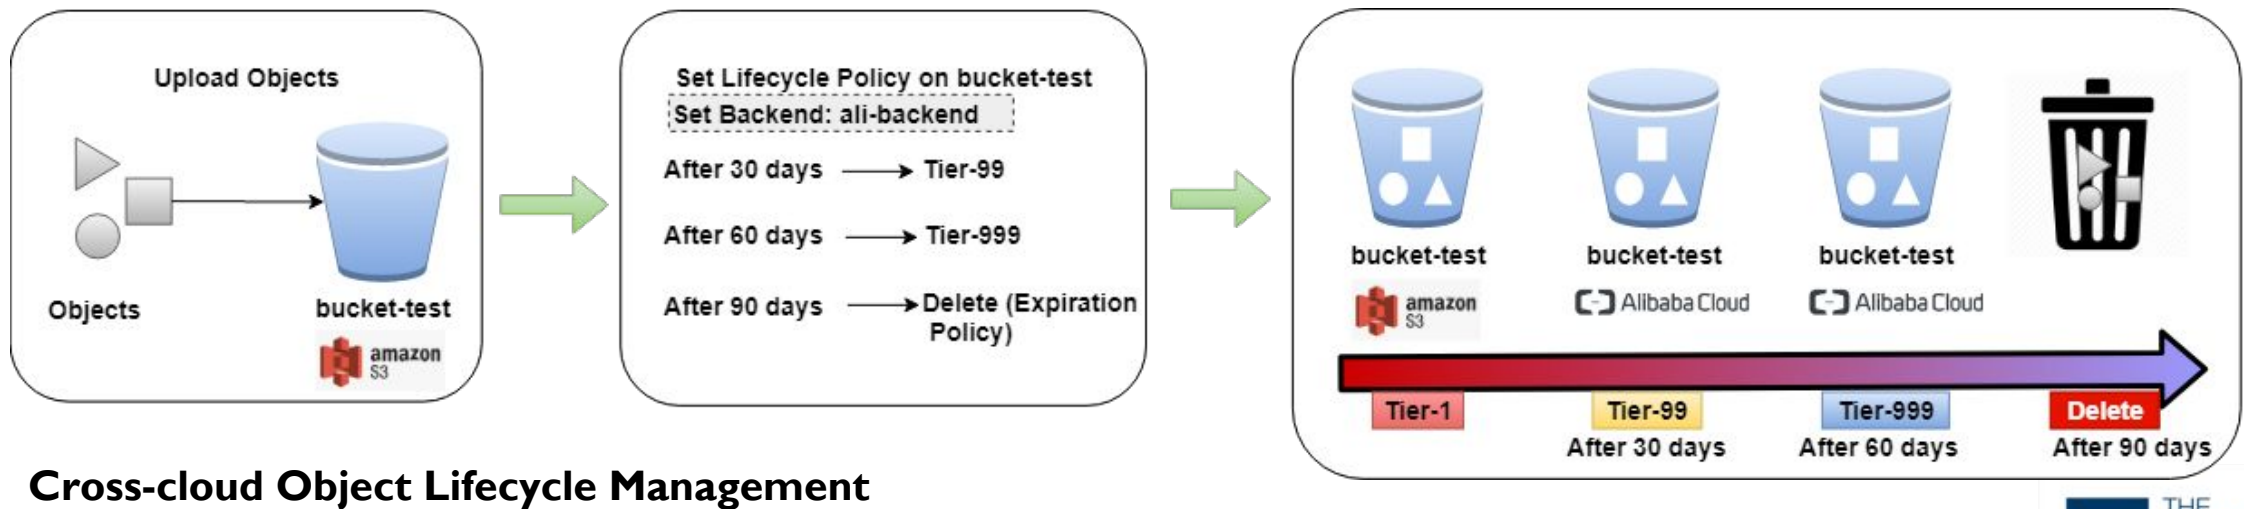 Upload Objects
Objects
bucket-test
amazon
S3
Set Lifecycle Policy on bucket-test
Set Backend: ali-backend
After 30 days
Tier-99
After 60 days
Tier-999
After 90 days
Delete (Expiration
Policy)
bucket-test
bucket-test
bucket-test
amazon
S3
Alibaba Cloud
Alibaba Cloud
Tier-1
Tier-99
Tier-999
Delete
After 30 days
After 60 days
After 90 days
Cross-cloud Object Lifecycle Management
THE